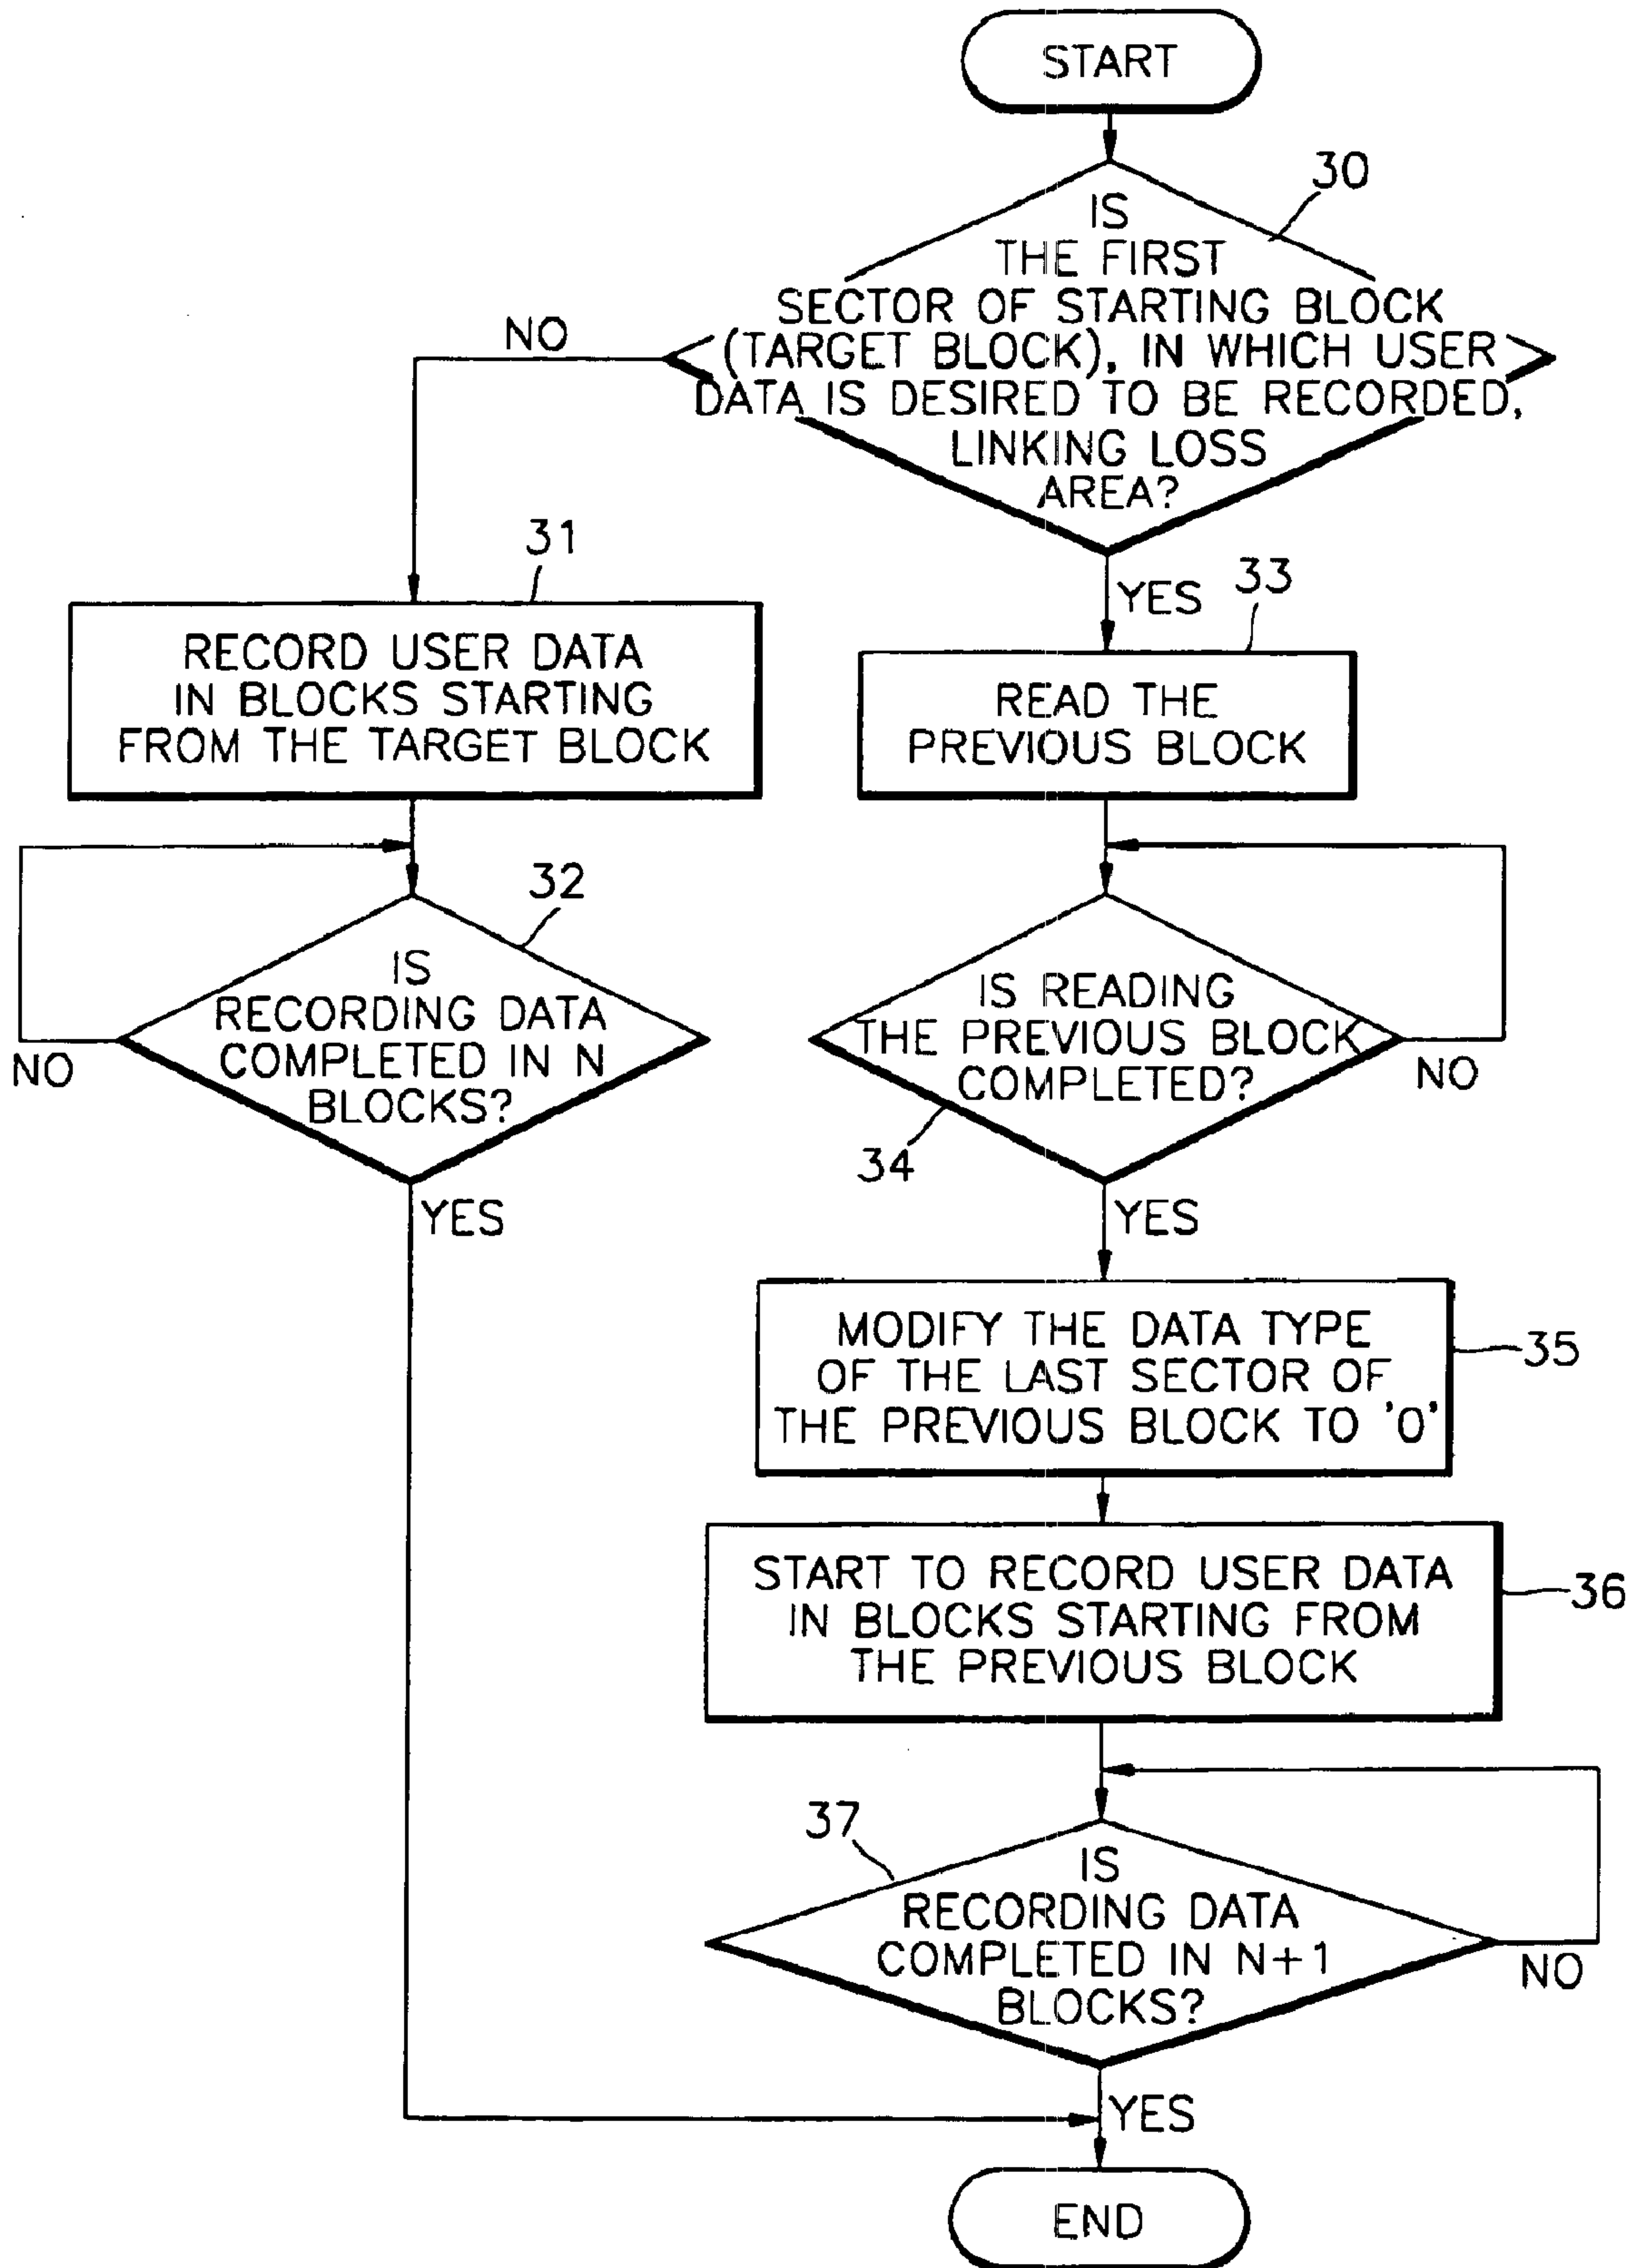 START
30
IS
THE FIRST
SECTOR OF STARTING BLOCK
(TARGET BLOCK), IN WHICH USER
DATA IS DESIRED TO BE RECORDED,
LINKING LOSS
AREA?
NO
YES
31
RECORD USER DATA
IN BLOCKS STARTING
FROM THE TARGET BLOCK
33
READ THE
PREVIOUS BLOCK
32
IS
RECORDING DATA
COMPLETED IN N
BLOCKS?
NO
YES
IS READING
THE PREVIOUS BLOCK
COMPLETED?
NO
34
YES
MODIFY THE DATA TYPE
OF THE LAST SECTOR OF
THE PREVIOUS BLOCK TO '0'
35
START TO RECORD USER DATA
IN BLOCKS STARTING FROM
THE PREVIOUS BLOCK
36
37
IS
RECORDING DATA
COMPLETED IN N+1
BLOCKS?
NO
YES
END